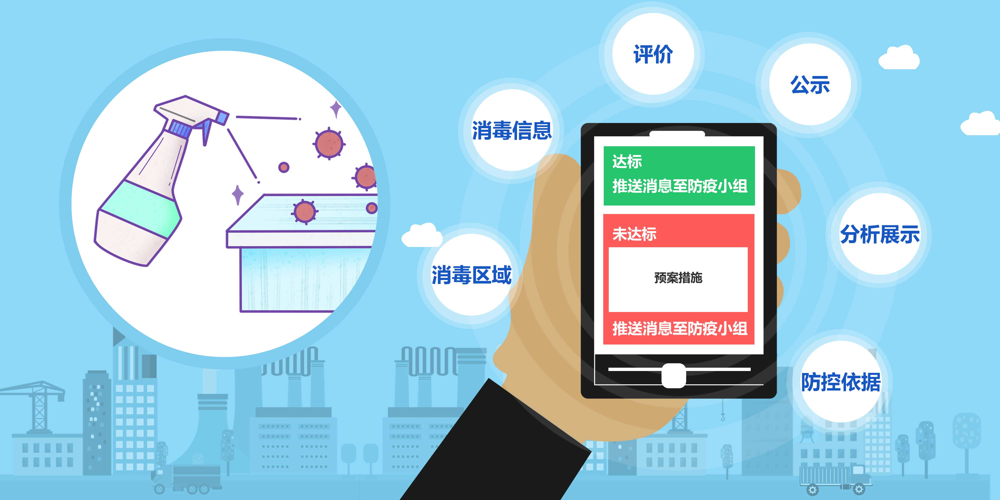 评价
公示
消毒信息
达标
推送消息至防疫小组
未达标
分析展示
消毒区域
预案措施
推送消息至防疫小组
防控依据